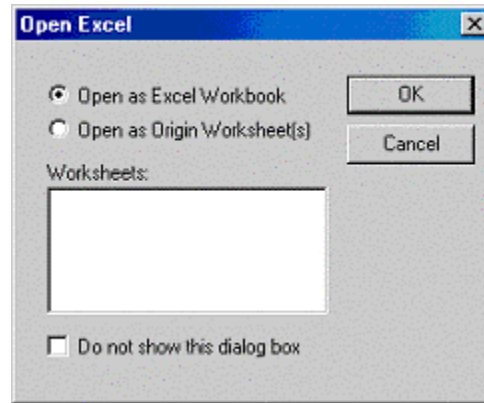 Open Excel
Open as Excel Workbook
OK
Open as Origin Worksheet(s)
Cancel
Worksheets:
Do not show this dialog box